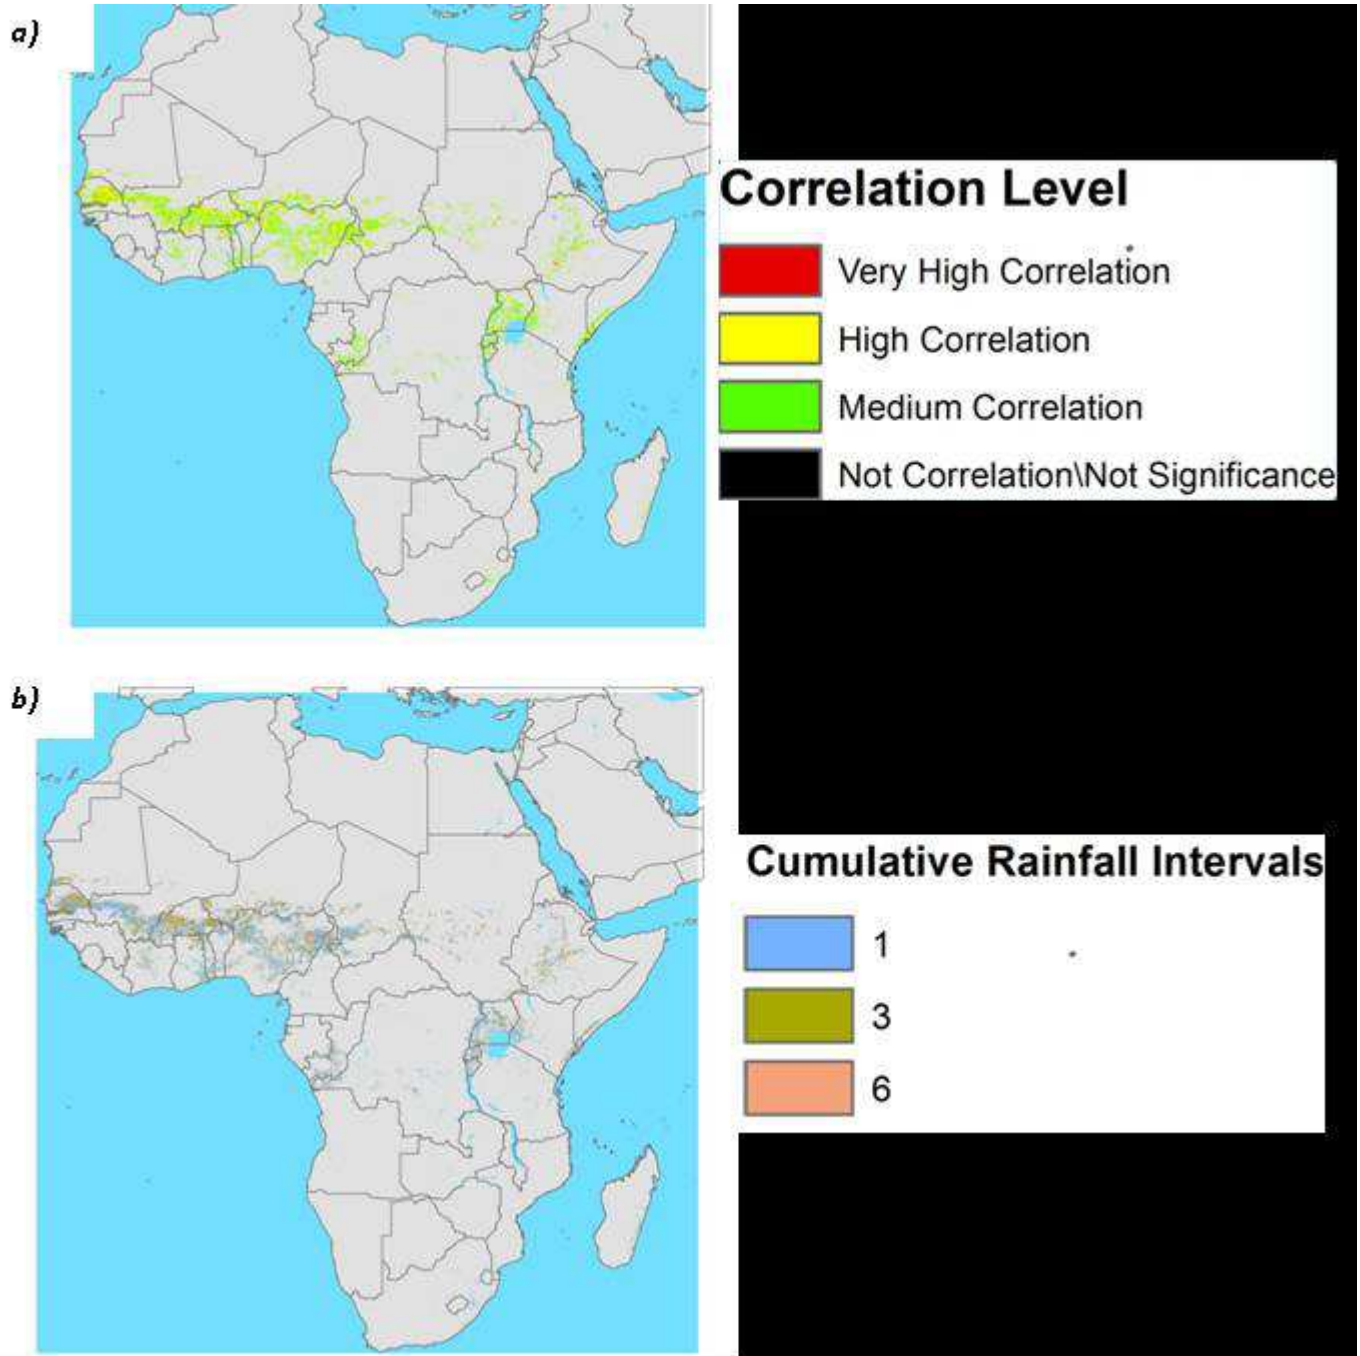 a)
Correlation Level
Very High Correlation
High Correlation
Medium Correlation
Not Correlation\Not Significance
b)
Cumulative Rainfall Intervals
1
3
6